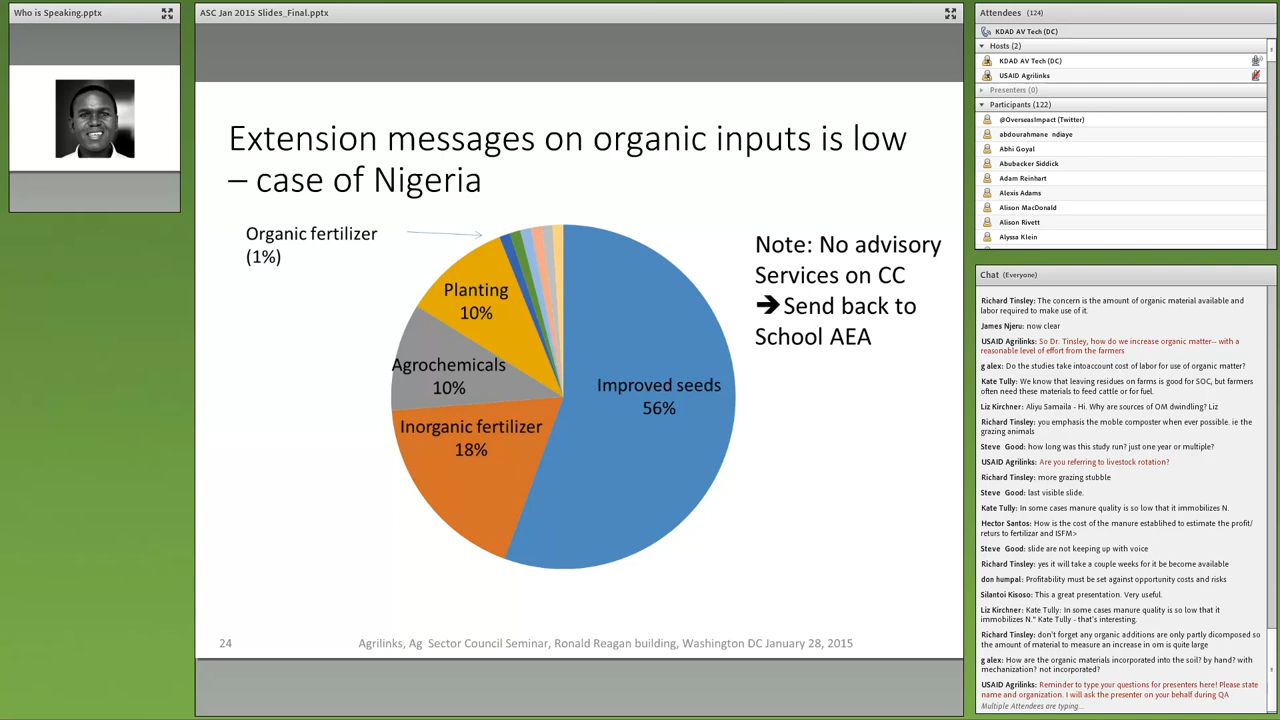 Who is Speaking.pptx
ASC Jan 2015 Slides_Final.pptx
Extension messages on organic inputs is low
– case of Nigeria
Organic fertilizer
(1%)
Planting
10%
Agrochemicals
10%
Inorganic fertilizer
18%
Improved seeds
56%
Note: No advisory
Services on CC
➔Send back to
School AEA
24
Agrilinks, Ag Sector Council Seminar, Ronald Reagan building, Washington DC January 28, 2015
Attendees (124)
KDAD AV Tech (DC)
Hosts (2)
KDAD AV Tech (DC)
USAID Agrilinks
Presenters (0)
Participants (122)
@OverseasImpact (Twitter)
abdourahmane ndiaye
Abhi Goyal
Abubacker Siddick
Adam Reinhart
Alexis Adams
Alison MacDonald
Alison Rivett
Alyssa Klein
Chat (Everyone)
Richard Tinsley: The concern is the amount of organic material available and
labor required to make use of it.
James Njeru: now clear
USAID Agrilinks: So Dr. Tinsley, how do we increase organic matter-- with a
reasonable level of effort from the farmers
g alex: Do the studies take intoaccount cost of labor for use of organic matter?
Kate Tully: We know that leaving residues on farms is good for SOC, but farmers
often need these materials to feed cattle or for fuel.
Liz Kirchner: Aliyu Samaila - Hi. Why are sources of OM dwindling? Liz
Richard Tinsley: you emphasis the moble composter when ever possible. ie the
grazing animals
Steve Good: how long was this study run? just one year or multiple?
USAID Agrilinks: Are you referring to livestock rotation?
Richard Tinsley: more grazing stubble
Steve Good: last visible slide.
Kate Tully: In some cases manure quality is so low that it immobilizes N.
Hector Santos: How is the cost of the manure establihed to estimate the profit/
returs to fertilizar and ISFM>
Steve Good: slide are not keeping up with voice
Richard Tinsley: yes it will take a couple weeks for it be become available
don humpal: Profitability must be set against opportunity costs and risks
Silantoi Kisoso: This a great presentation. Very useful.
Liz Kirchner: Kate Tully: In some cases manure quality is so low that it
immobilizes N." Kate Tully - that's interesting.
Richard Tinsley: don't forget any organic additions are only partly dicomposed so
the amount of material to measure an increase in om is quite large
g alex: How are the organic materials incorporated into the soil? by hand? with
mechanization? not incorporated?
USAID Agrilinks: Reminder to type your questions for presenters here! Please state
name and organization. I will ask the presenter on your behalf during QA
Multiple Attendees are typing...